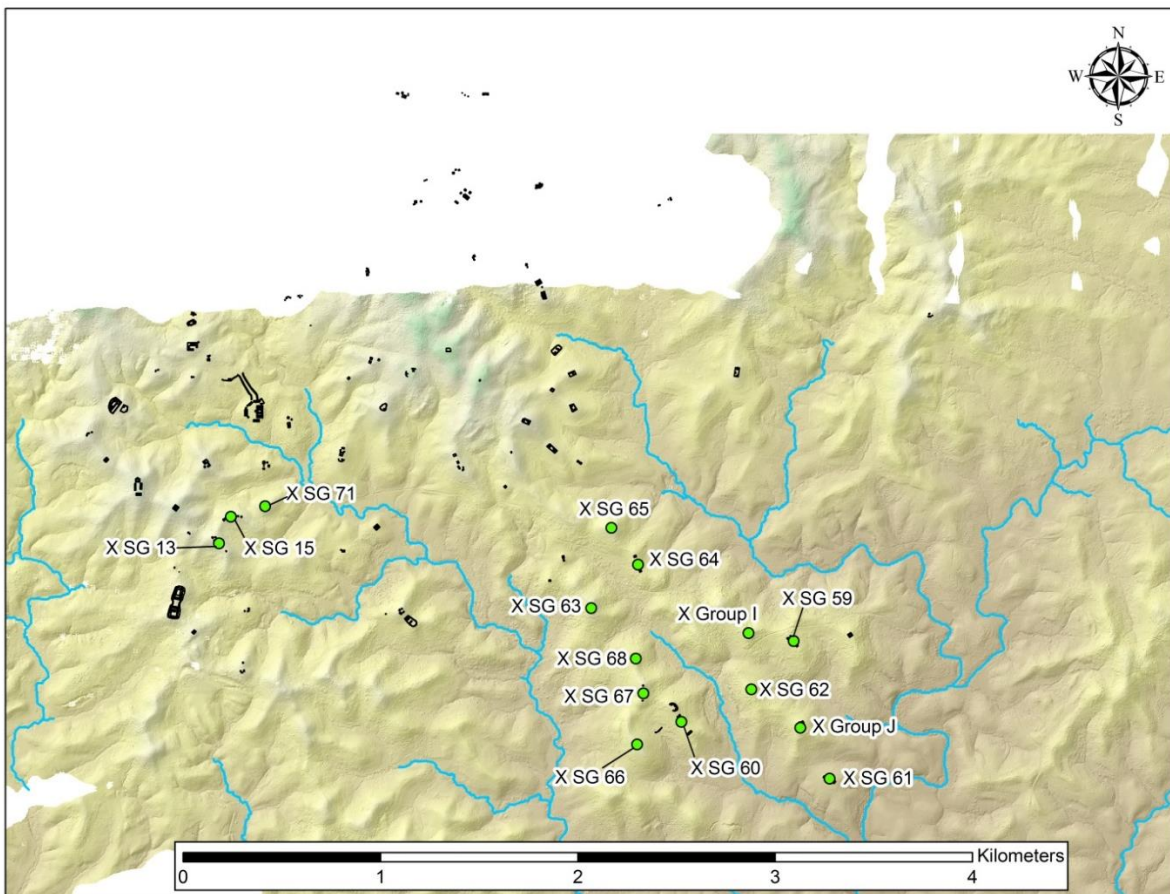 N
W E
S
X SG 71
X SG 65
X SG 13
X SG 15
X SG 64
X SG 63
X Group I
X SG 59
X SG 68
X SG 62
X SG 67
X Group J
X SG 66
X SG 60
X SG 61
Kilometers
0 1 2 3 4